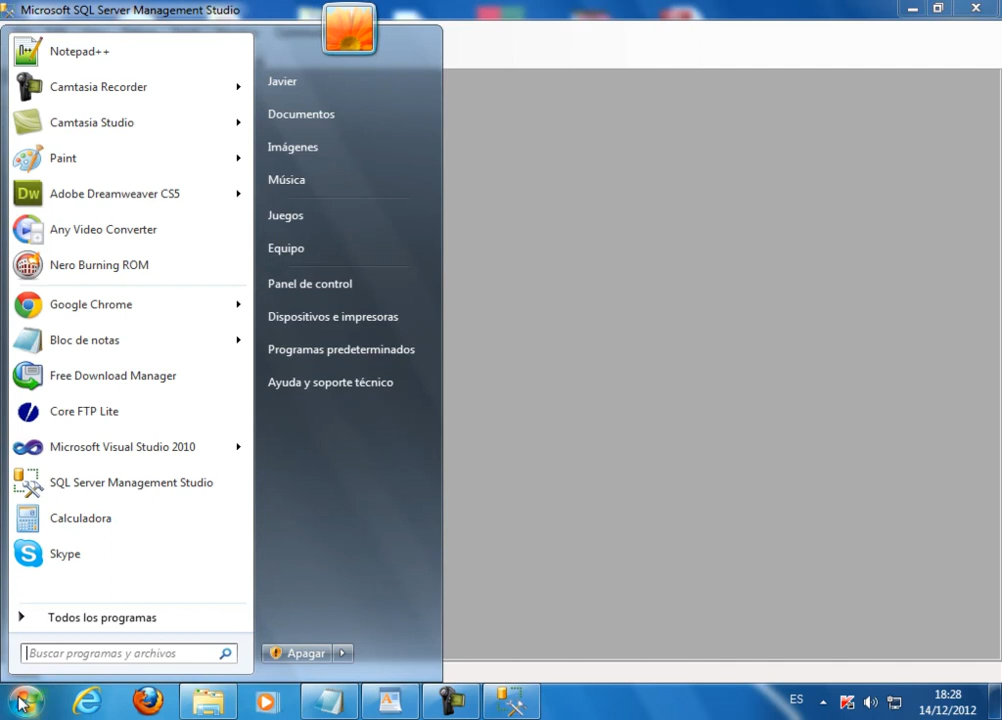 Microsoft SQL Server Management Studio
Notepad++
Camtasia Recorder
Camtasia Studio
Paint
Dw
Adobe Dreamweaver CS5
Any Video Converter
Nero Burning ROM
Google Chrome
Bloc de notas
Free Download Manager
Core FTP Lite
Microsoft Visual Studio 2010
SQL Server Management Studio
Calculadora
Skype
Todos los programas
Buscar programas y archivos
Javier
Documentos
Imágenes
Música
Juegos
Equipo
Panel de control
Dispositivos e impresoras
Programas predeterminados
Ayuda y soporte técnico
Apagar
ES
18:28
14/12/2012